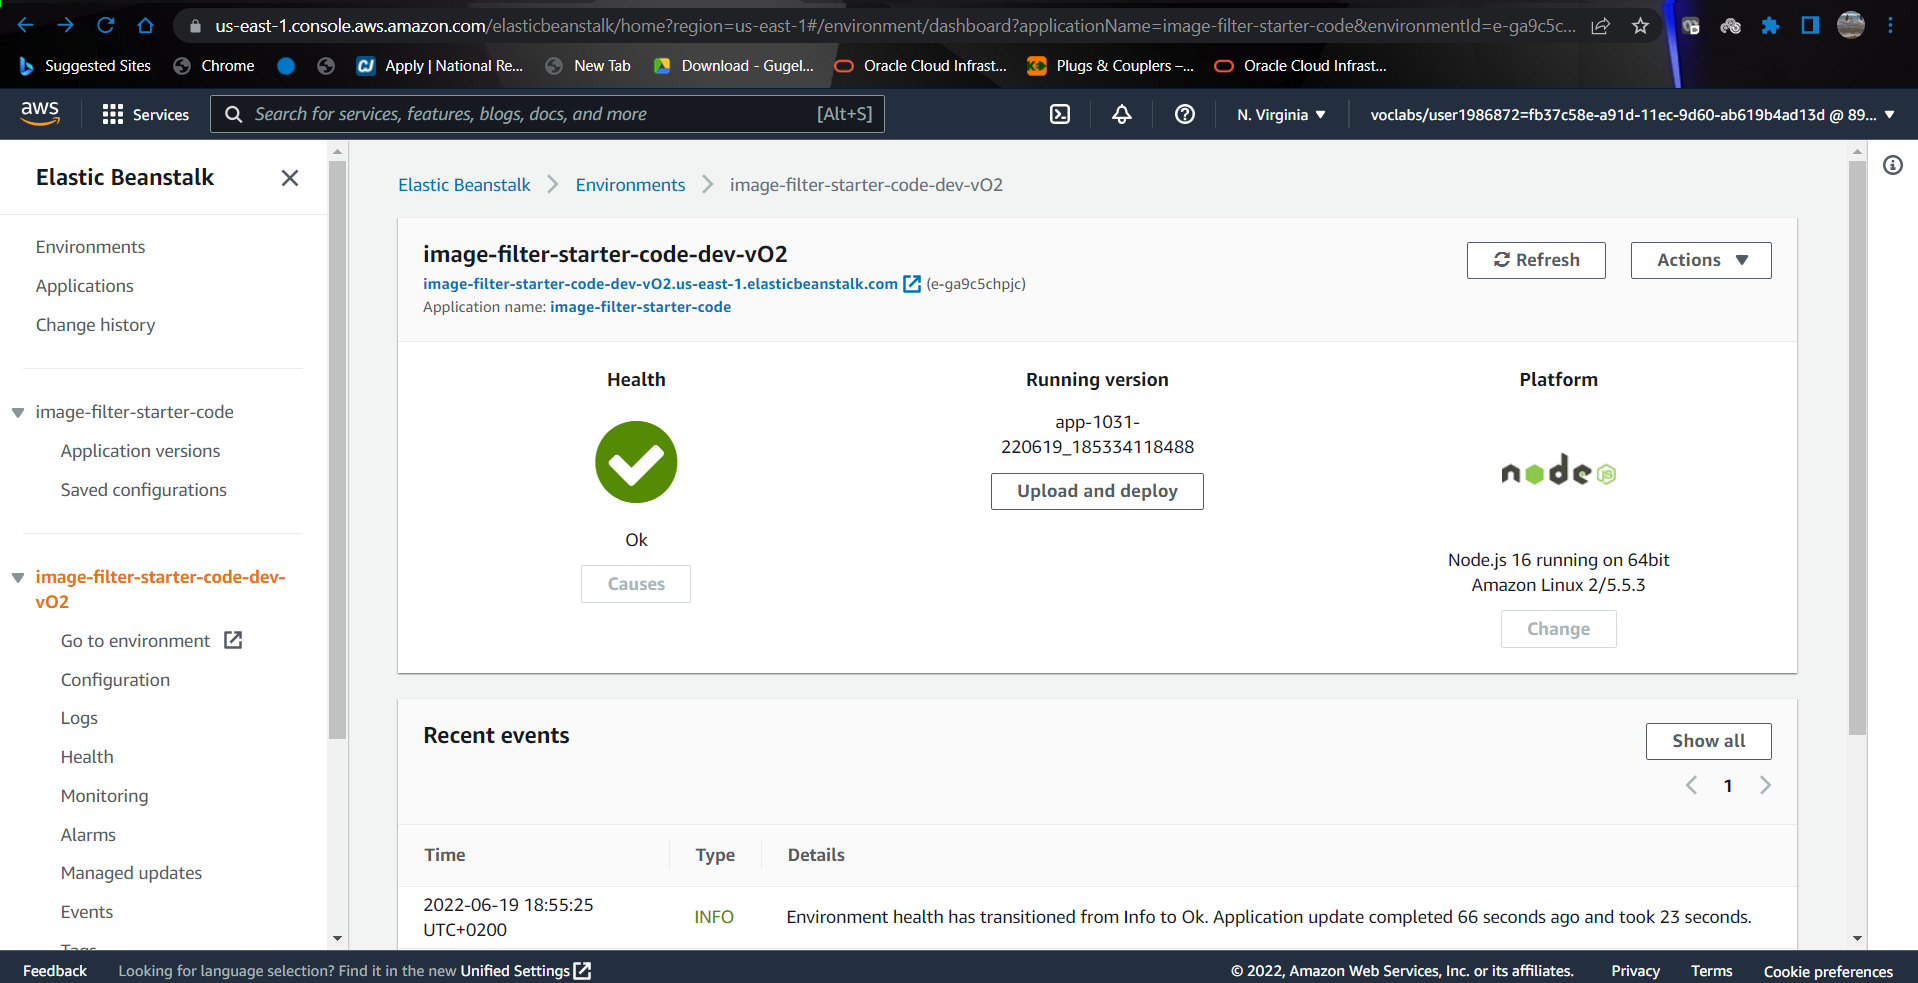 us-east-1.console.aws.amazon.com/elasticbeanstalk/home?region=us-east-1#/environment/dashboard?applicationName=image-filter-starter-code&environmentId=e-ga9c5c...
Suggested Sites
Chrome
Apply | National Re...
New Tab
Download - Gugel...
Oracle Cloud Infrast...
Plugs & Couplers –...
Oracle Cloud Infrast...
aws
Services
Search for services, features, blogs, docs, and more
[Alt+S]
N. Virginia
voclabs/user1986872=fb37c58e-a91d-11ec-9d60-ab619b4ad13d @ 89...
Elastic Beanstalk
Environments
Applications
Change history
image-filter-starter-code
Application versions
Saved configurations
image-filter-starter-code-dev-
vO2
Go to environment
Configuration
Logs
Health
Monitoring
Alarms
Managed updates
Events
Tags
Elastic Beanstalk
Environments
image-filter-starter-code-dev-vO2
image-filter-starter-code-dev-vO2
image-filter-starter-code-dev-vO2.us-east-1.elasticbeanstalk.com (e-ga9c5chpjc)
Application name: image-filter-starter-code
Refresh
Actions
Health
Ok
Causes
Running version
app-1031-
220619_185334118488
Upload and deploy
Platform
node JS
Node.js 16 running on 64bit
Amazon Linux 2/5.5.3
Change
Recent events
Show all
1
Time
Type
Details
2022-06-19 18:55:25
UTC+0200
INFO
Environment health has transitioned from Info to Ok. Application update completed 66 seconds ago and took 23 seconds.
Feedback
Looking for language selection? Find it in the new Unified Settings
© 2022, Amazon Web Services, Inc. or its affiliates.
Privacy
Terms
Cookie preferences